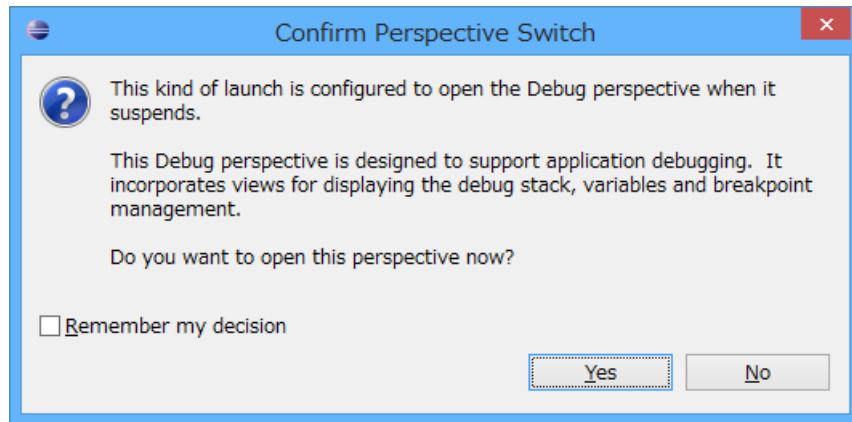 Confirm Perspective Switch
This kind of launch is configured to open the Debug perspective when it
suspends.
This Debug perspective is designed to support application debugging.  It
incorporates views for displaying the debug stack, variables and breakpoint
management.
Do you want to open this perspective now?
Remember my decision
Yes
No